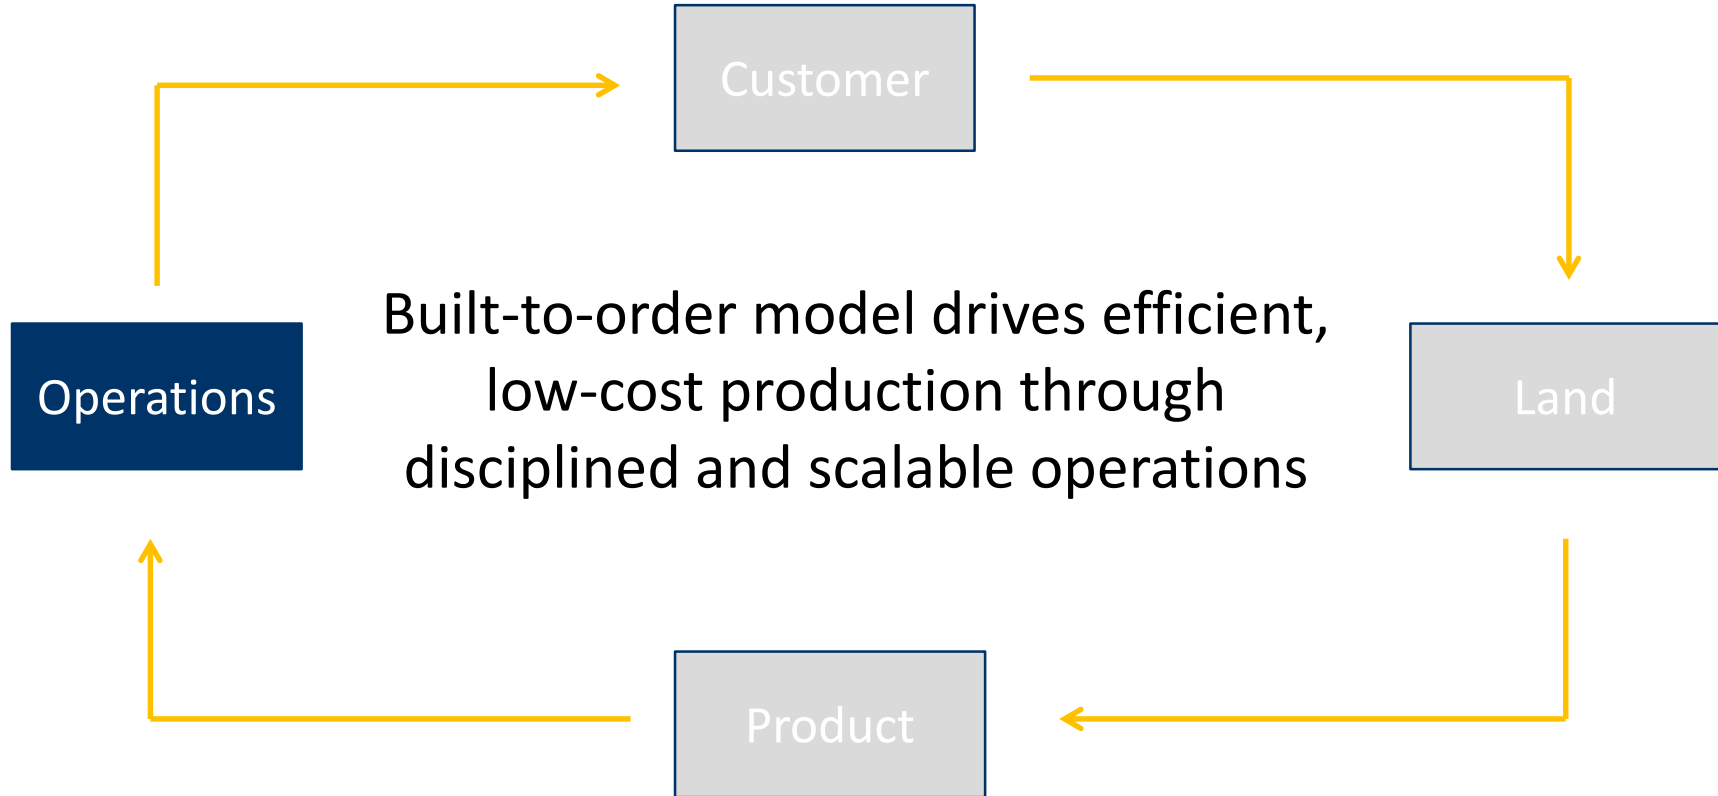 Customer
Built-to-order model drives efficient,
low-cost production through
disciplined and scalable operations
Operations
Land
Product